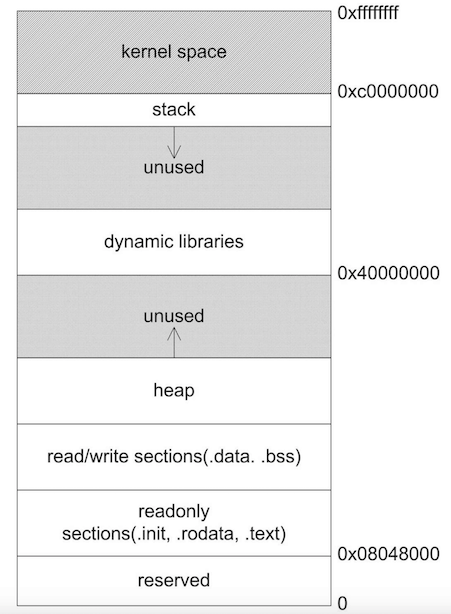 0xffffffff
kernel space
0xc0000000
stack
unused
dynamic libraries
0x40000000
unused
heap
read/write sections(.data. .bss)
readonly
sections(.init, .rodata, .text)
0x08048000
reserved
0